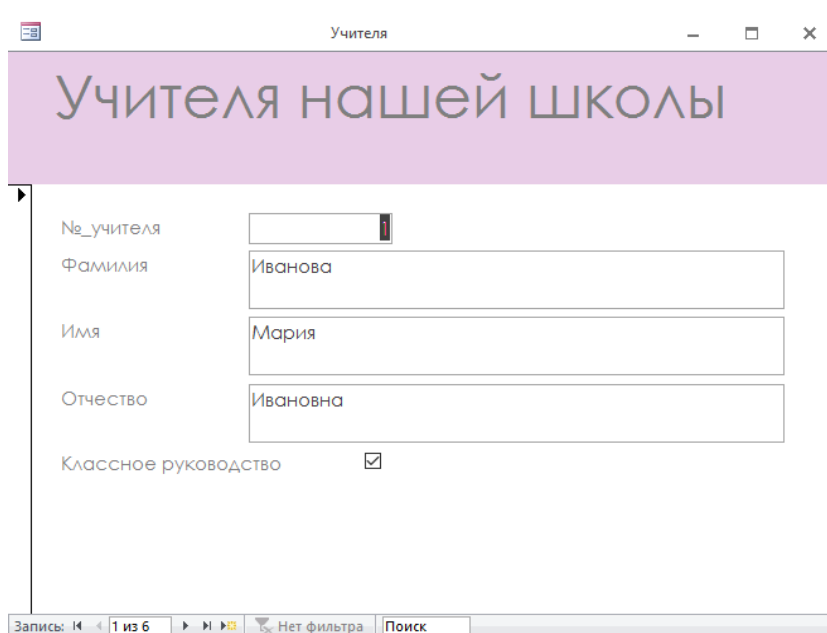 Учителя
Учителя нашей школы
№_учителя 1
Фамилия Иванова
Имя Мария
Отчество Ивановна
Классное руководство
Запись: 1 из 6 Нет фильтра Поиск